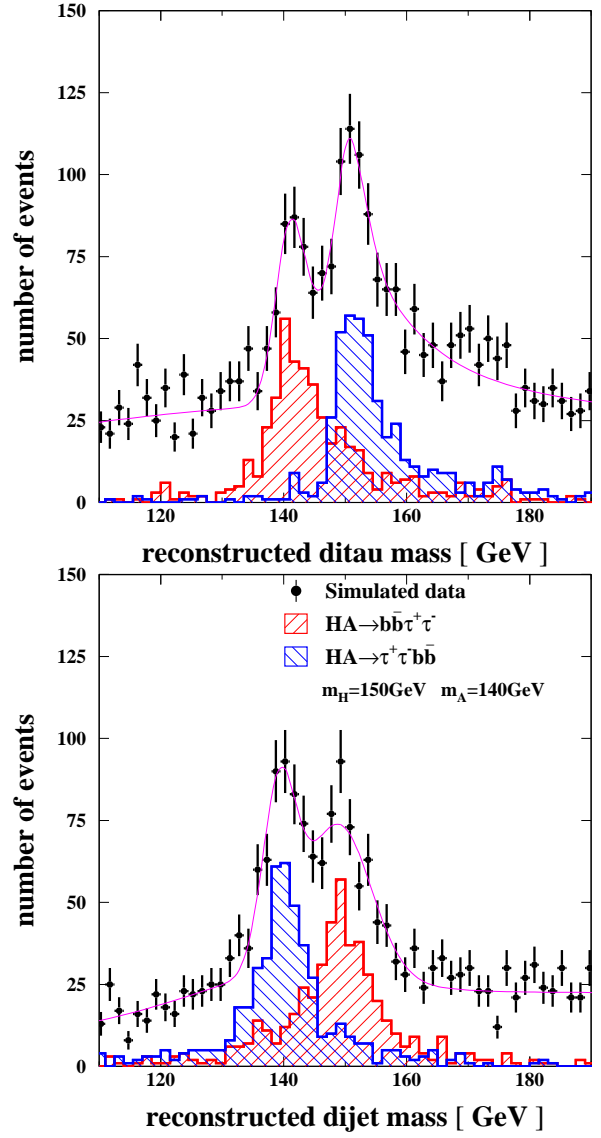 150
125
100
75
50
25
0
number of events
120 140 160 180
reconstructed ditau mass [ GeV ]
150
125
100
75
50
25
0
number of events
Simulated data
HA→bb̄τ⁺τ⁻
HA→τ⁺τ⁻bb̄
m_H=150GeV m_A=140GeV
120 140 160 180
reconstructed dijet mass [ GeV ]